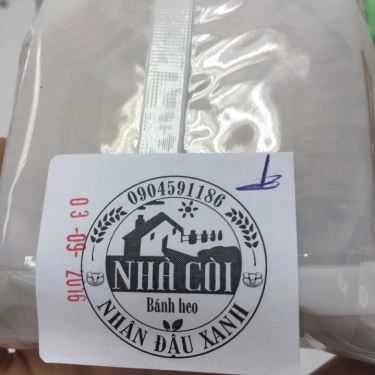 0904591186
NHÀ CÒI
Bánh heo
NHÂN ĐẬU XANH
03 -09- 2016